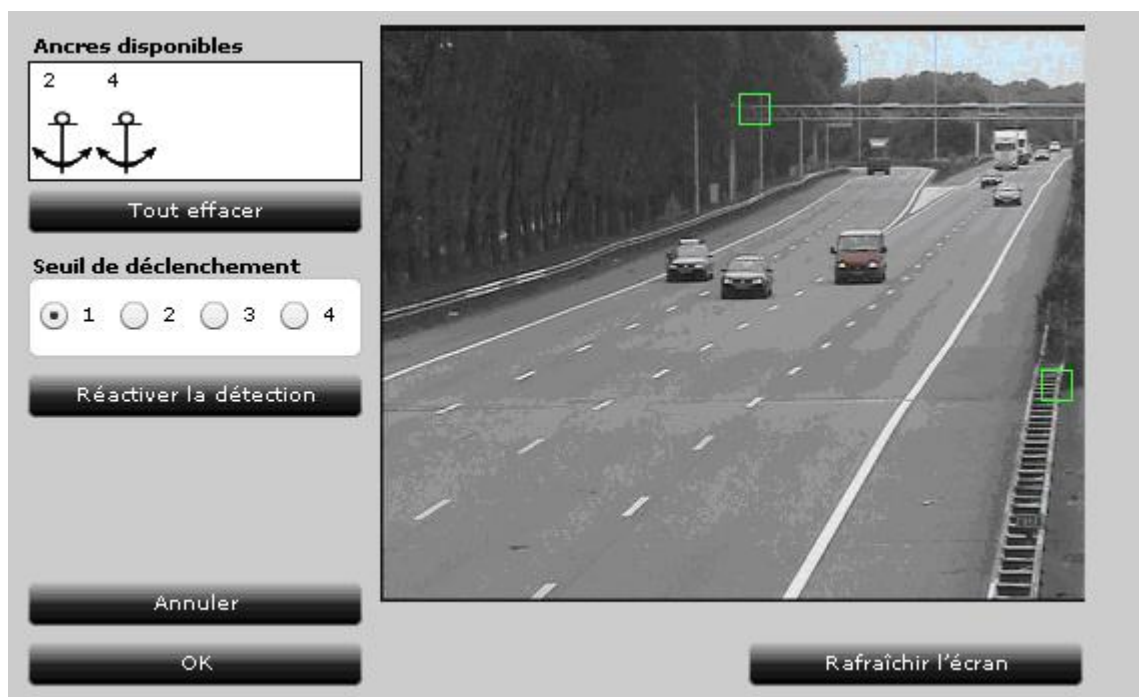 Ancres disponibles
2 4
Tout effacer
Seuil de déclenchement
1 2 3 4
Réactiver la détection
Annuler
OK
Rafraîchir l'écran